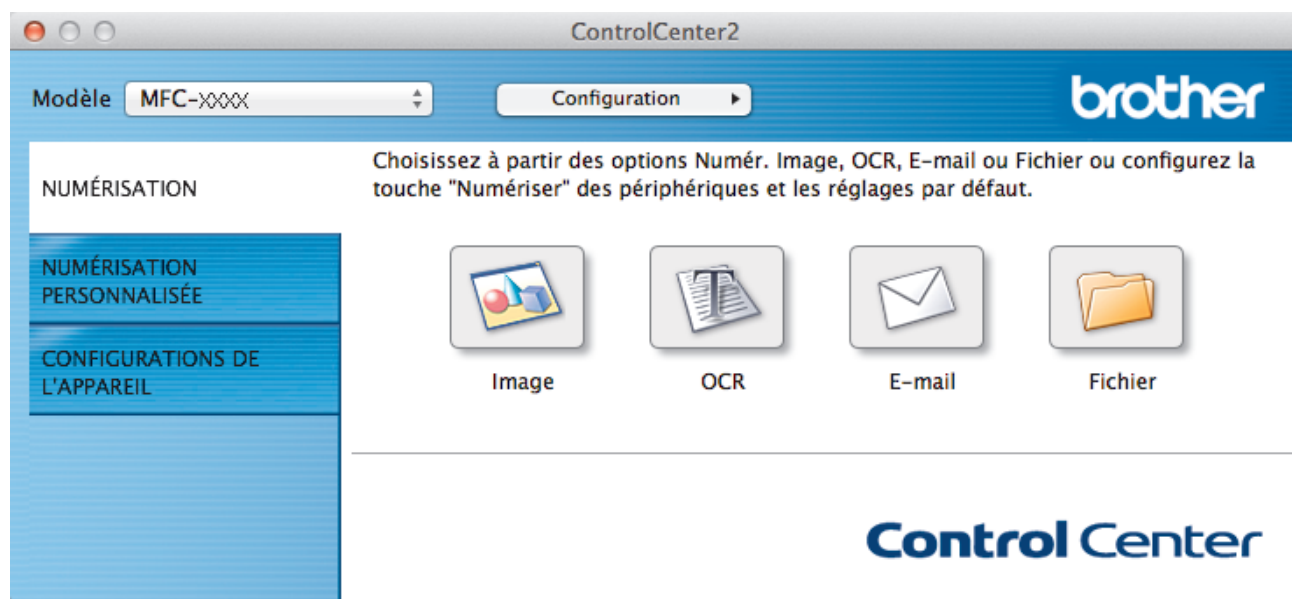 ControlCenter2
Modèle MFC-XXXX Configuration
brother
NUMÉRISATION
NUMÉRISATION
PERSONNALISÉE
CONFIGURATIONS DE
L'APPAREIL
Choisissez à partir des options Numér. Image, OCR, E-mail ou Fichier ou configurez la
touche "Numériser" des périphériques et les réglages par défaut.
Image OCR E-mail Fichier
Control Center